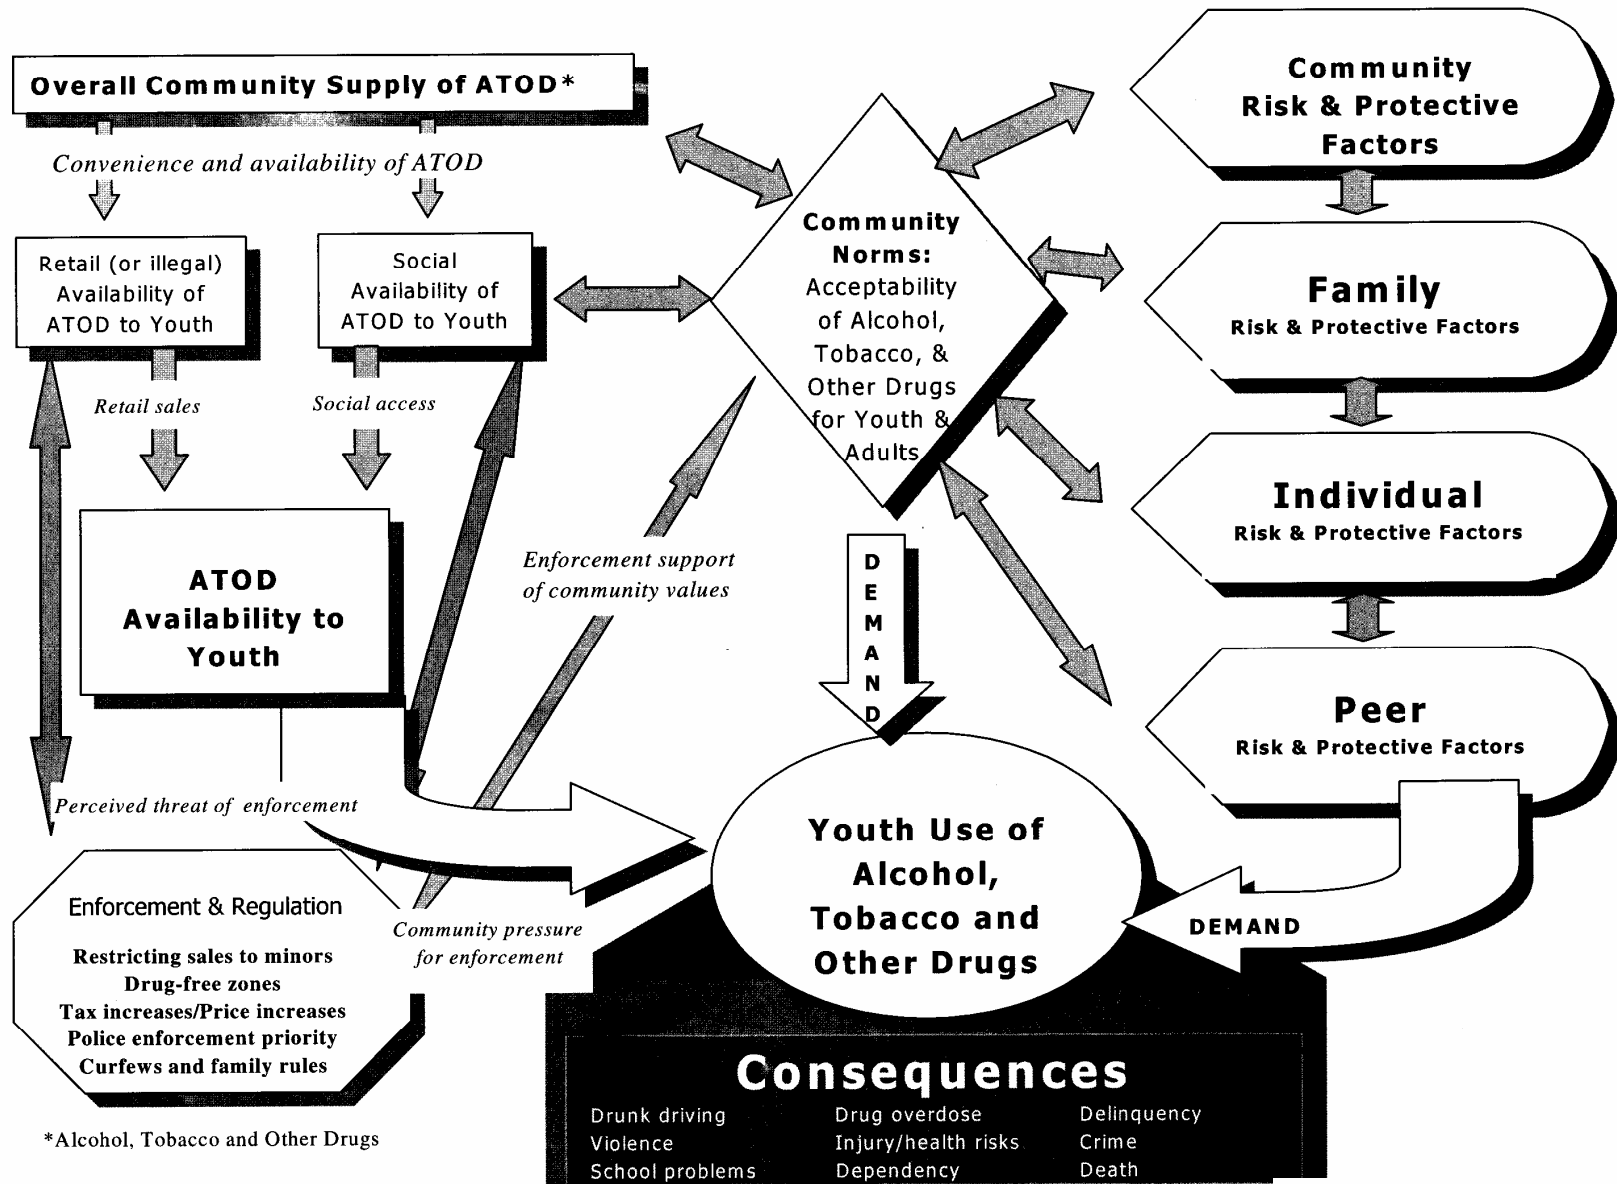 Overall Community Supply of ATOD*
Convenience and availability of ATOD
Retail (or illegal)
Availability of
ATOD to Youth
Social
Availability of
ATOD to Youth
Retail sales
Social access
ATOD
Availability to
Youth
Enforcement support
of community values
Perceived threat of enforcement
Enforcement & Regulation
Restricting sales to minors
Drug-free zones
Tax increases/Price increases
Police enforcement priority
Curfews and family rules
Community pressure
for enforcement
*Alcohol, Tobacco and Other Drugs
Community
Norms:
Acceptability
of Alcohol,
Tobacco, &
Other Drugs
for Youth &
Adults
DEMAND
Community
Risk & Protective
Factors
Family
Risk & Protective Factors
Individual
Risk & Protective Factors
Peer
Risk & Protective Factors
DEMAND
Youth Use of
Alcohol,
Tobacco and
Other Drugs
Consequences
Drunk driving Drug overdose Delinquency
Violence Injury/health risks Crime
School problems Dependency Death